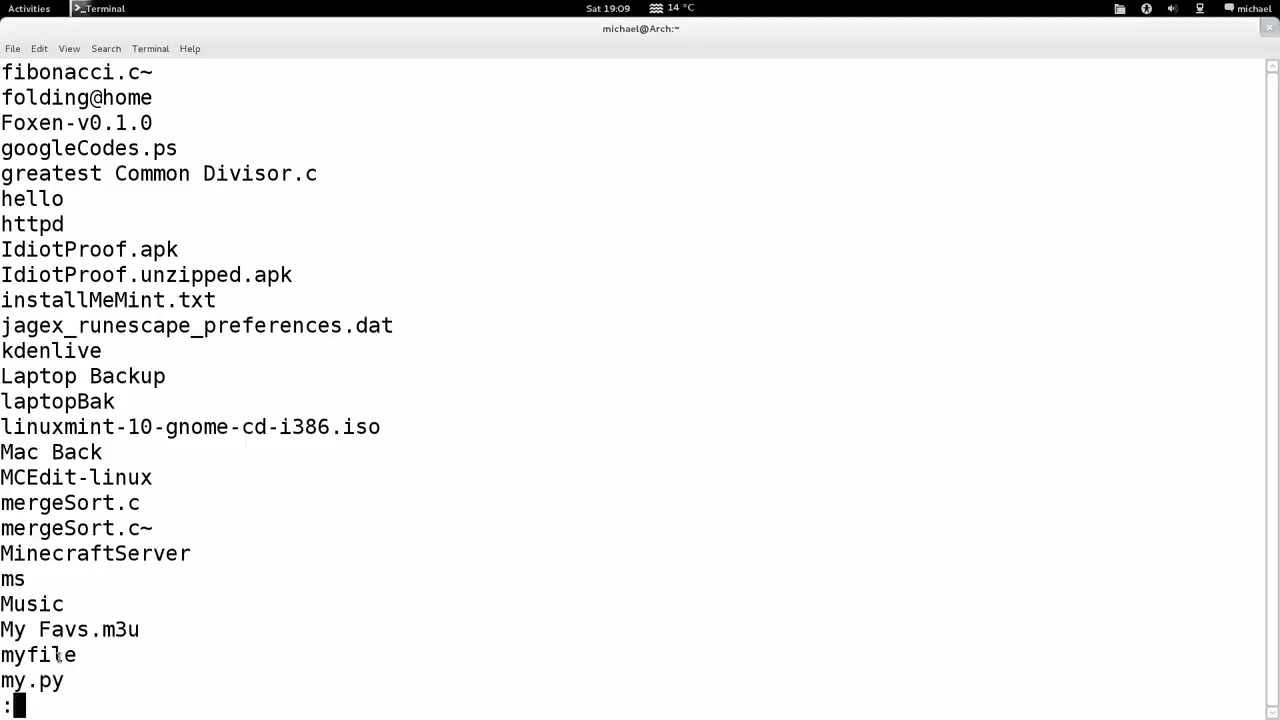 Activities Terminal Sat 19:09 14 °C michael
michael@Arch:~
File Edit View Search Terminal Help
fibonacci.c~
folding@home
Foxen-v0.1.0
googleCodes.ps
greatest Common Divisor.c
hello
httpd
IdiotProof.apk
IdiotProof.unzipped.apk
installMeMint.txt
jagex_runescape_preferences.dat
kdenlive
Laptop Backup
laptopBak
linuxmint-10-gnome-cd-i386.iso
Mac Back
MCEdit-linux
mergeSort.c
mergeSort.c~
MinecraftServer
ms
Music
My Favs.m3u
myfile
my.py
: